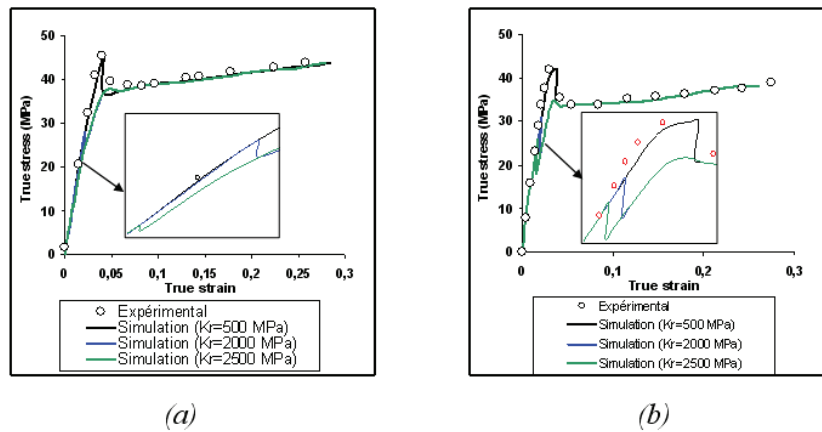 50
40
30
20
10
0
True stress (MPa)
0 0,05 0,1 0,15 0,2 0,25 0,3
True strain
Expérimental
Simulation (Kr=500 MPa)
Simulation (Kr=2000 MPa)
Simulation (Kr=2500 MPa)
(a)
50
40
30
20
10
0
True stress (MPa)
0 0,1 0,2 0,3
True strain
Expérimental
Simulation (Kr=500 MPa)
Simulation (Kr=2000 MPa)
Simulation (Kr=2500 MPa)
(b)